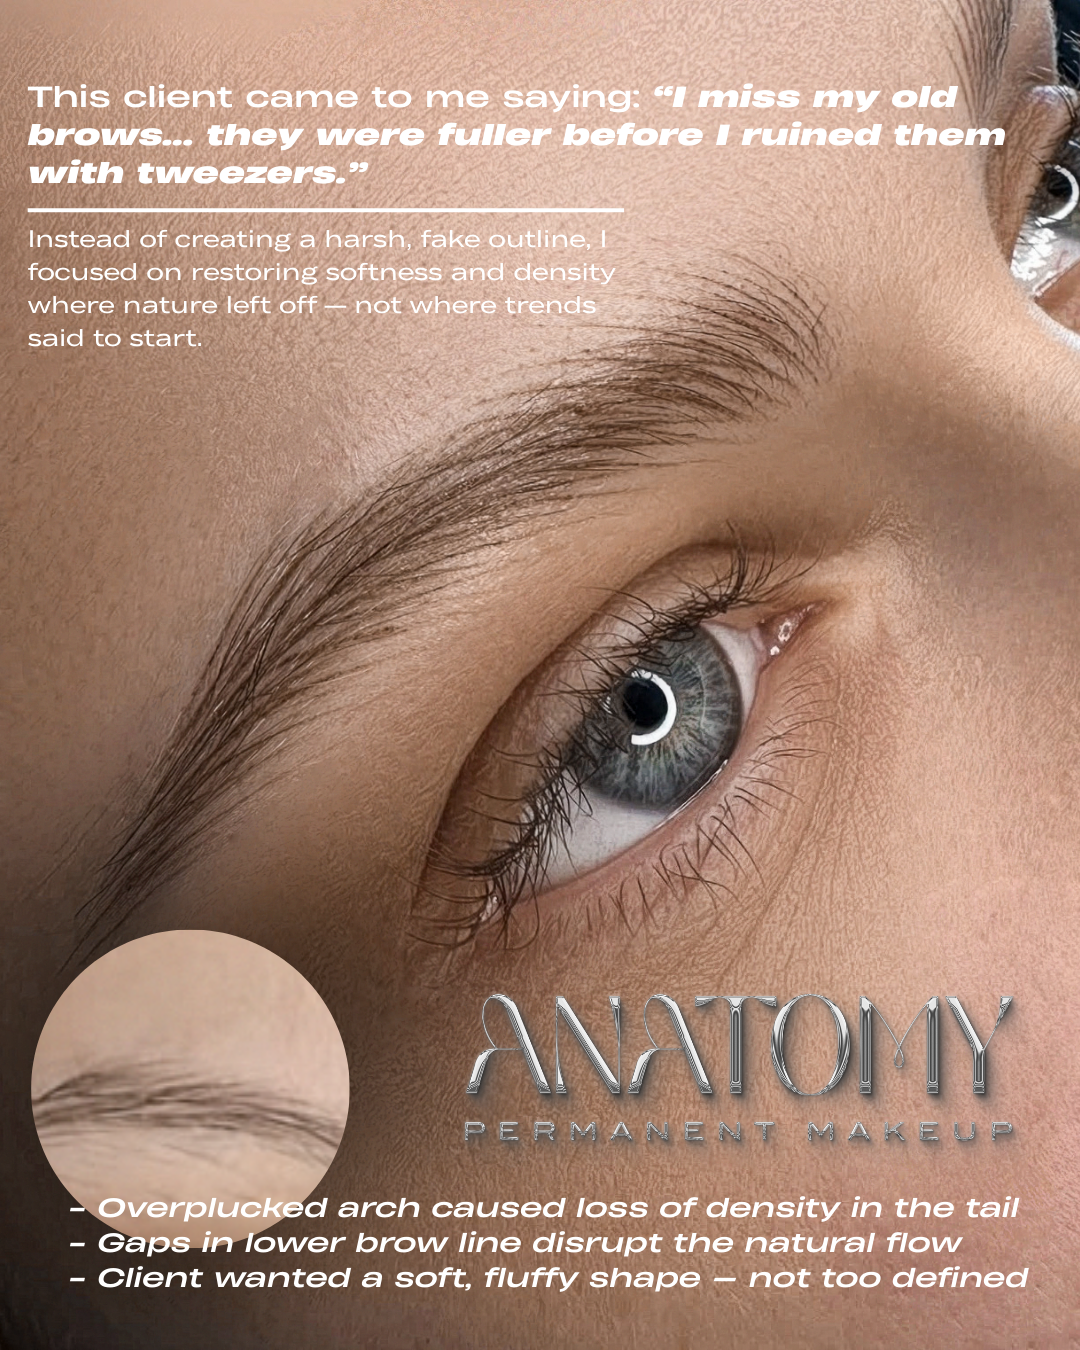 This client came to me saying: “I miss my old
brows... they were fuller before I ruined them
with tweezers.”
Instead of creating a harsh, fake outline, I
focused on restoring softness and density
where nature left off — not where trends
said to start.
ANATOMY
PERMANENT MAKEUP
– Overplucked arch caused loss of density in the tail
– Gaps in lower brow line disrupt the natural flow
– Client wanted a soft, fluffy shape — not too defined